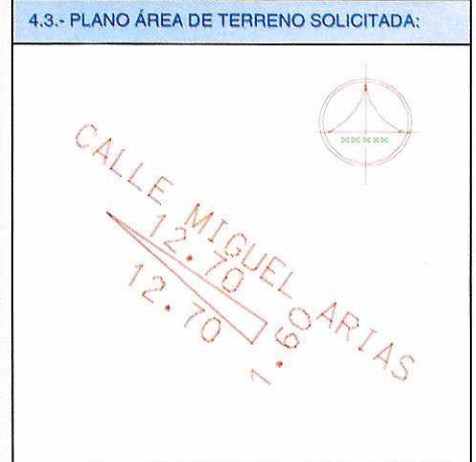 4.3.- PLANO ÁREA DE TERRENO SOLICITADA:
CALLE MIGUEL ARIAS
12.70
12.70
1.60